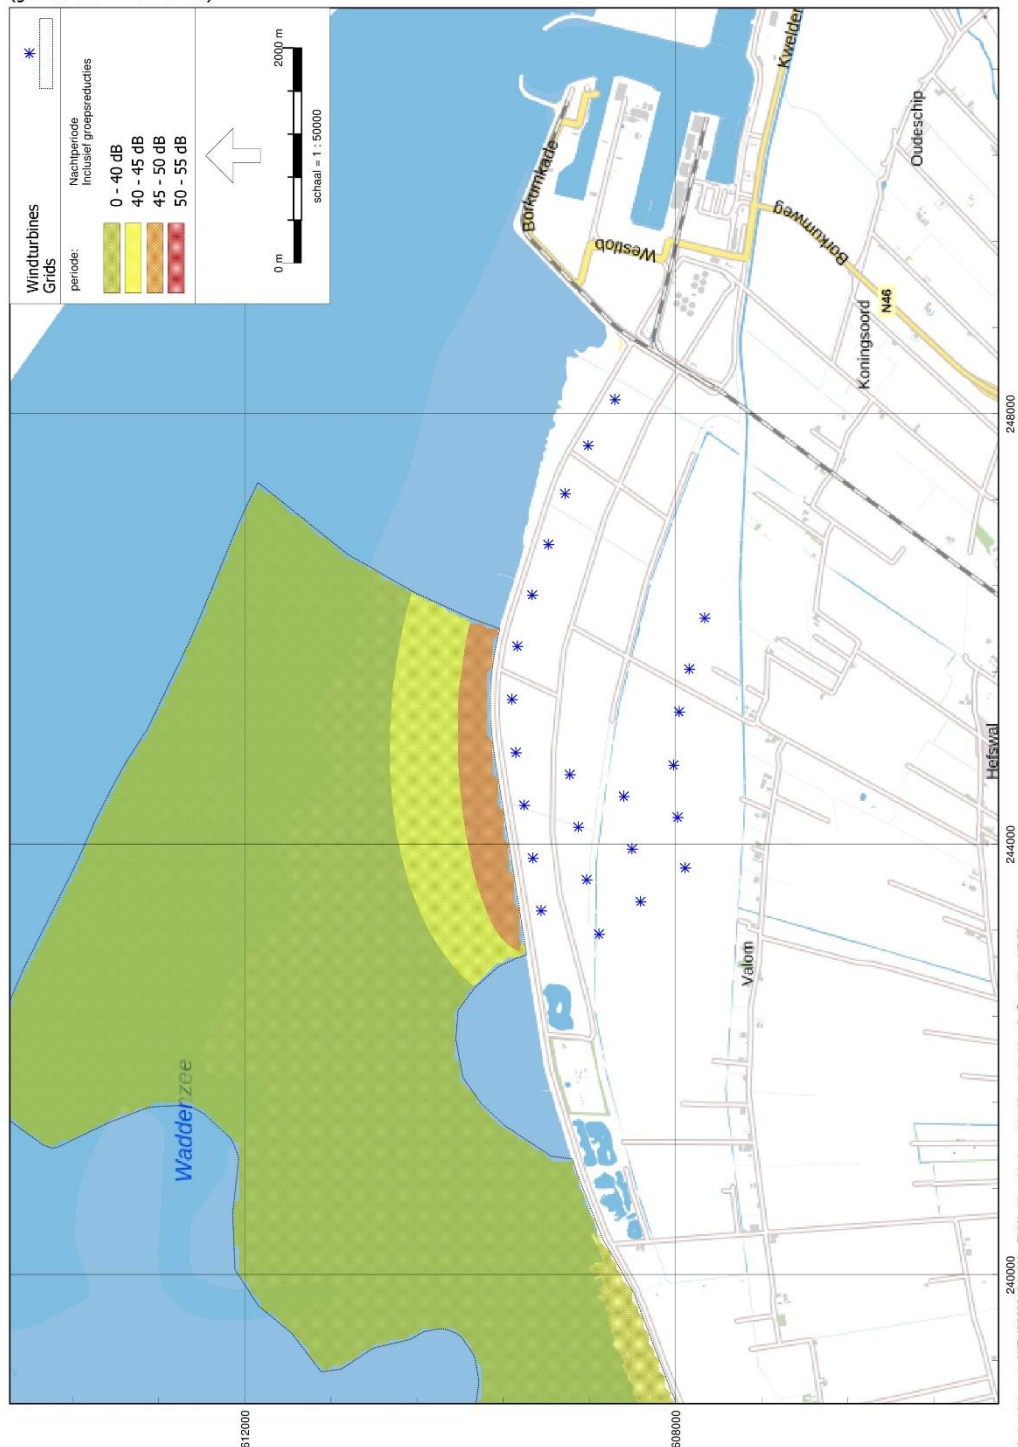 Windturbines
Grids
periode:
Nachtperiode
Inclusief groepsreducties
0 - 40 dB
40 - 45 dB
45 - 50 dB
50 - 55 dB
0 m
2000 m
schaal = 1 : 50000
Waddenzee
Borkumkade
Westlob
Kwelder
Borkumweg
N46
Oudeschip
Koningsoord
Valom
Hefswal
240000
244000
248000
612000
608000